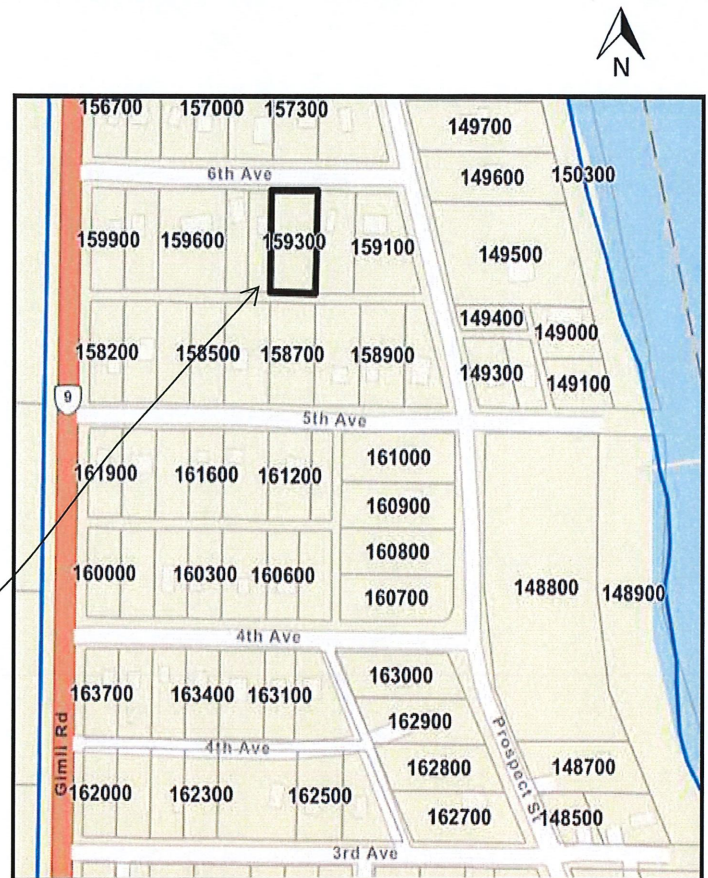 N
156700 157000 157300
149700
6th Ave
149600 150300
159900 159600 159300 159100
149500
149400 149000
158200 158500 158700 158900
149300 149100
9
5th Ave
161000
161900 161600 161200
160900
160800
160000 160300 160600
160700
148800 148900
4th Ave
163000
163700 163400 163100
162900
Gimli Rd
4th Ave
Prospect St
162800 148700
162000 162300 162500
162700 148500
3rd Ave